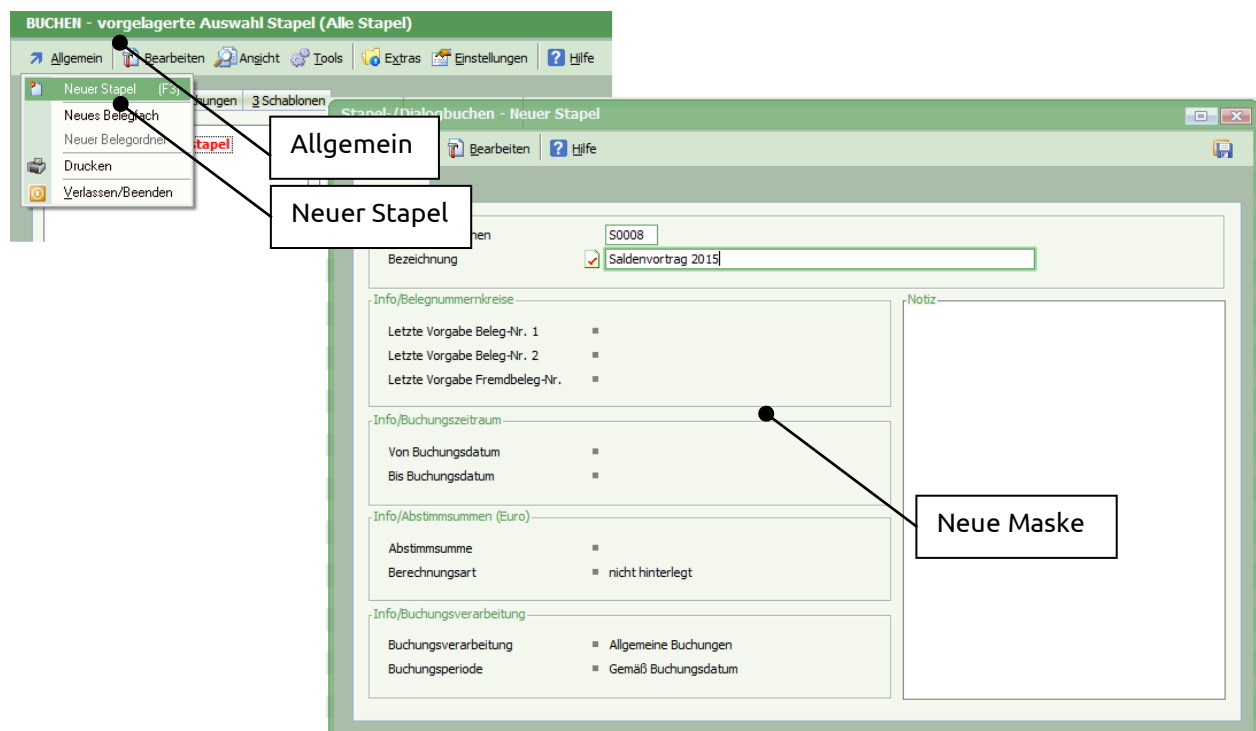 BUCHEN - vorgelagerte Auswahl Stapel (Alle Stapel)
Allgemein Bearbeiten Ansicht Tools Extras Einstellungen Hilfe
Neuer Stapel (F3)
hungen 3 Schablonen
Neues Belegfach
Neuer Belegordner
stapel
Drucken
Verlassen/Beenden
Allgemein
Neuer Stapel
Stapel-/Dialogbuchen - Neuer Stapel
Bearbeiten Hilfe
hen S0008
Bezeichnung Saldenvortrag 2015
Info/Belegnummernkreise
Notiz
Letzte Vorgabe Beleg-Nr. 1
Letzte Vorgabe Beleg-Nr. 2
Letzte Vorgabe Fremdbeleg-Nr.
Info/Buchungszeitraum
Von Buchungsdatum
Bis Buchungsdatum
Neue Maske
Info/Abstimmsummen (Euro)
Abstimmsumme
Berechnungsart nicht hinterlegt
Info/Buchungsverarbeitung
Buchungsverarbeitung Allgemeine Buchungen
Buchungsperiode Gemäß Buchungsdatum